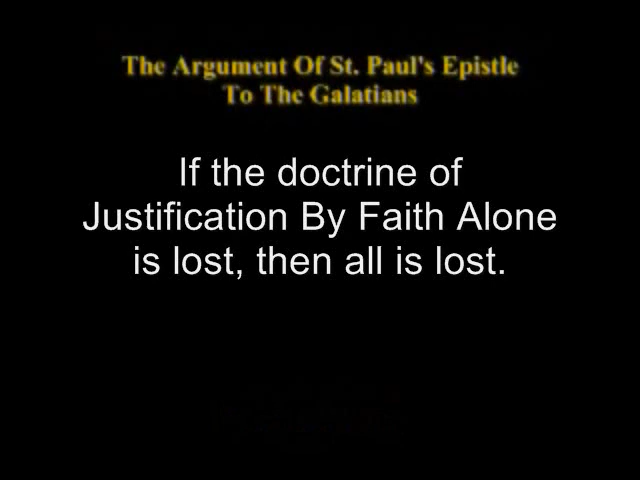 The Argument Of St. Paul's Epistle
To The Galatians
If the doctrine of
Justification By Faith Alone
is lost, then all is lost.